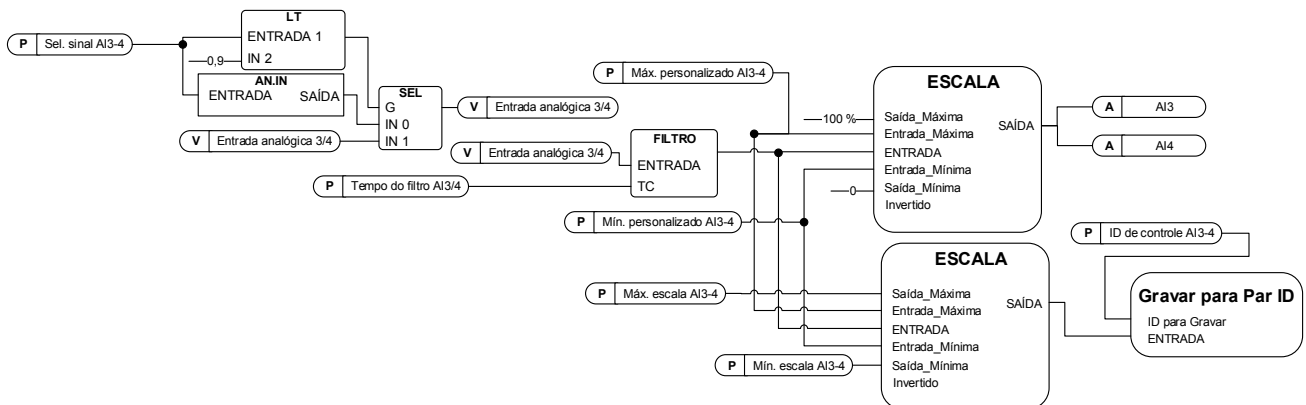 LT
ENTRADA 1
IN 2
P Sel. sinal AI3-4
0,9
AN.IN
ENTRADA SAÍDA
SEL
G
IN 0
IN 1
V Entrada analógica 3/4
V Entrada analógica 3/4
V Entrada analógica 3/4
P Tempo do filtro AI3/4
FILTRO
ENTRADA
TC
P Máx. personalizado AI3-4
P Mín. personalizado AI3-4
100 %
0
ESCALA
Saída_Máxima
Entrada_Máxima
ENTRADA
Entrada_Mínima
Saída_Mínima
Invertido
SAÍDA
A AI3
A AI4
P Máx. escala AI3-4
P Mín. escala AI3-4
ESCALA
Saída_Máxima
Entrada_Máxima
ENTRADA
Entrada_Mínima
Saída_Mínima
Invertido
SAÍDA
P ID de controle AI3-4
Gravar para Par ID
ID para Gravar
ENTRADA